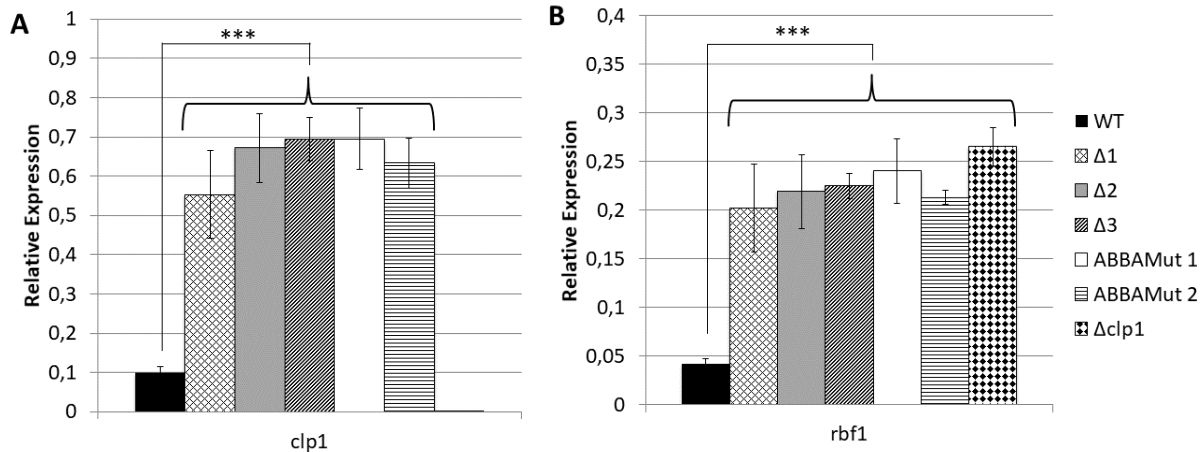 A
Relative Expression
1
0,9
0,8
0,7
0,6
0,5
0,4
0,3
0,2
0,1
0
***
clp1
B
Relative Expression
0,4
0,35
0,3
0,25
0,2
0,15
0,1
0,05
0
***
rbf1
WT
Δ1
Δ2
Δ3
ABBAMut 1
ABBAMut 2
Δclp1